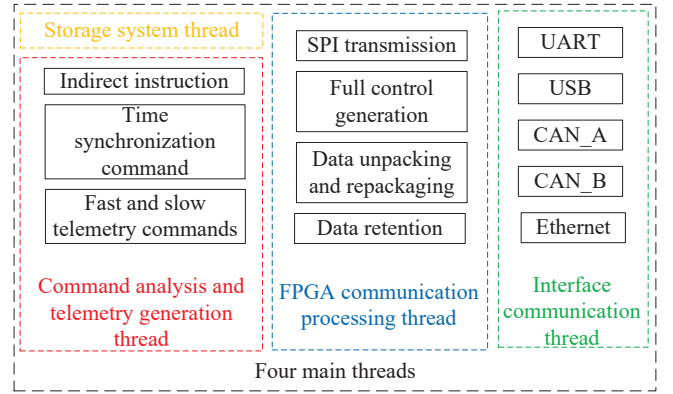 Storage system thread
Indirect instruction
Time
synchronization
command
Fast and slow
telemetry commands
Command analysis and
telemetry generation
thread
SPI transmission
Full control
generation
Data unpacking
and repackaging
Data retention
FPGA communication
processing thread
UART
USB
CAN_A
CAN_B
Ethernet
Interface
communication
thread
Four main threads